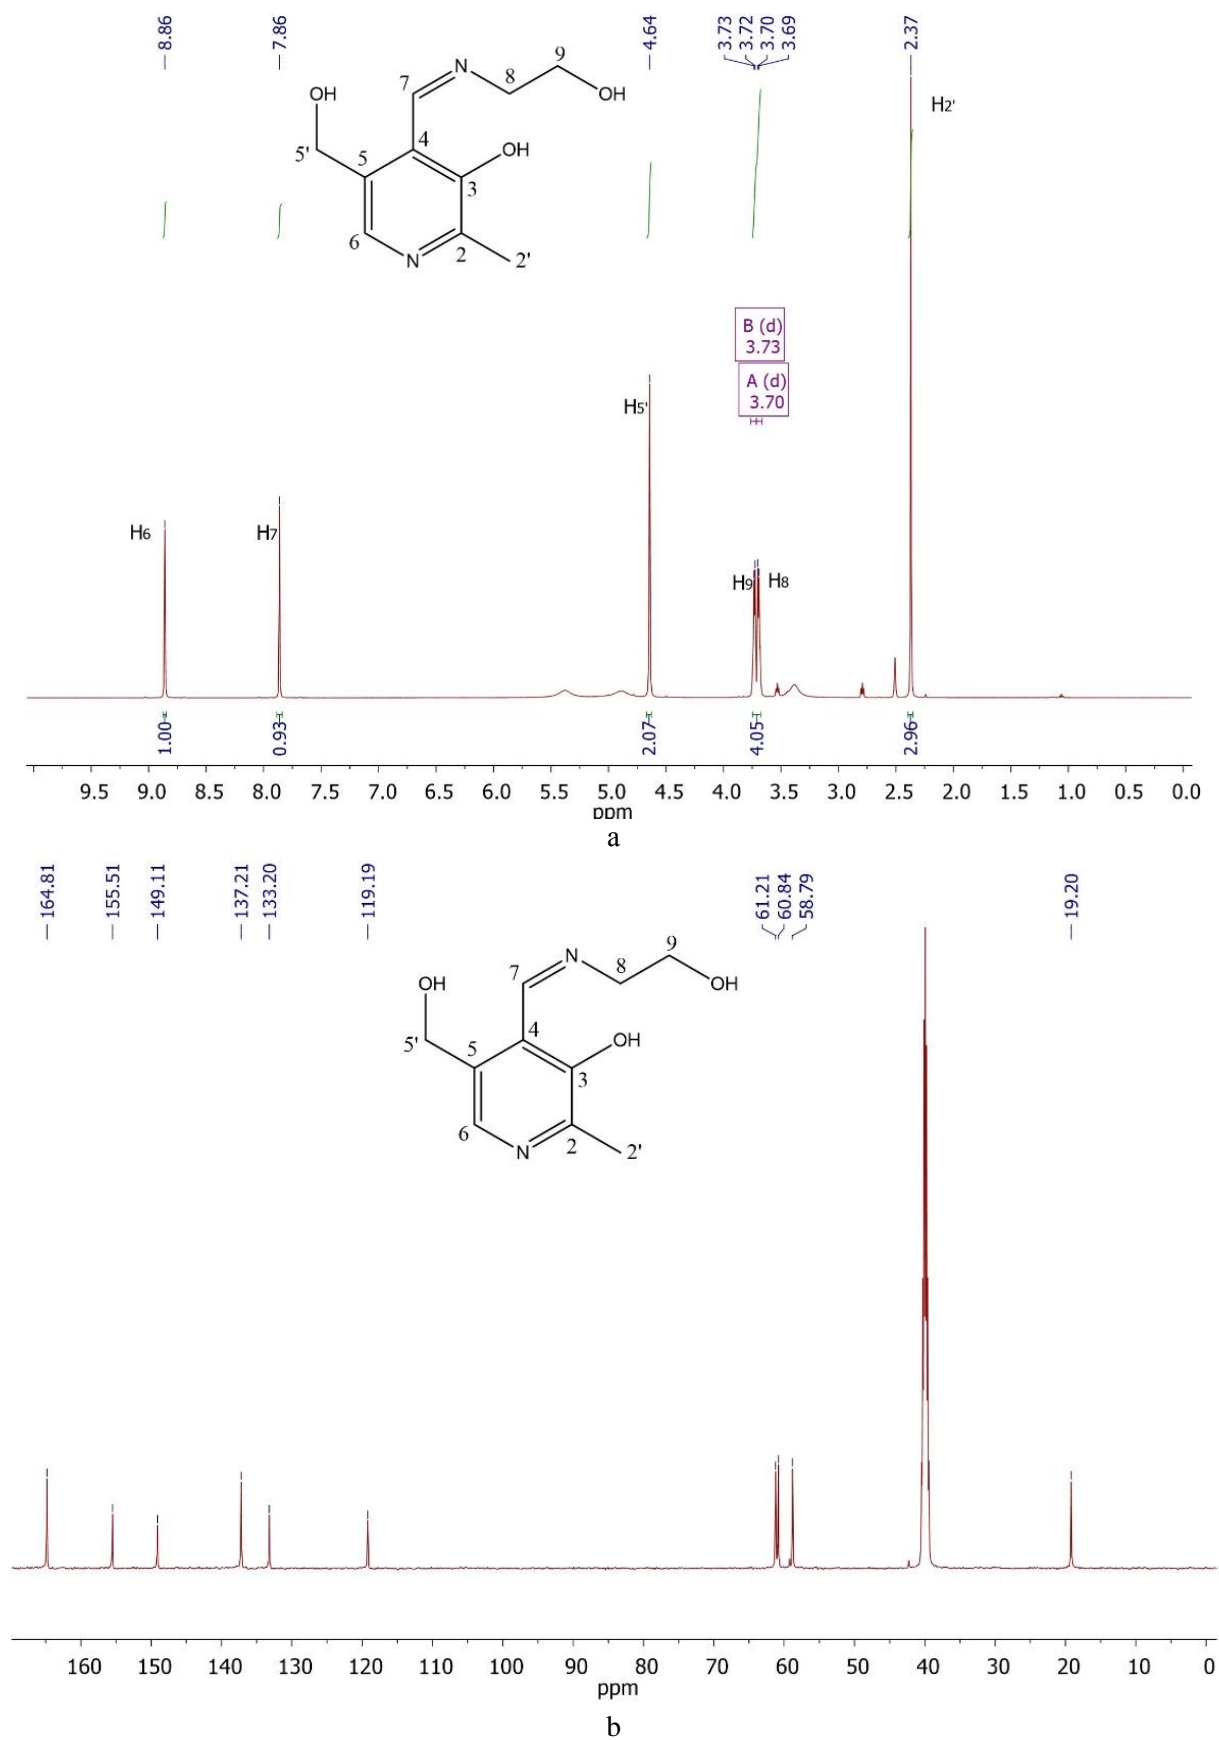 8.86 7.86 4.64 3.73 3.72 3.70 3.69 2.37
9
N
7
8
OH
OH
H2'
4
5'
5
OH
3
6
N
2
2'
B (d)
3.73
A (d)
3.70
H5'
H6
H7
H9
H8
1.00 0.93 2.07 4.05 2.96
9.5 9.0 8.5 8.0 7.5 7.0 6.5 6.0 5.5 5.0 4.5 4.0 3.5 3.0 2.5 2.0 1.5 1.0 0.5 0.0
ppm
a
164.81 155.51 149.11 137.21 133.20 119.19 61.21 60.84 58.79 19.20
9
N
7
8
OH
OH
4
5'
5
OH
3
6
N
2
2'
160 150 140 130 120 110 100 90 80 70 60 50 40 30 20 10 0
ppm
b